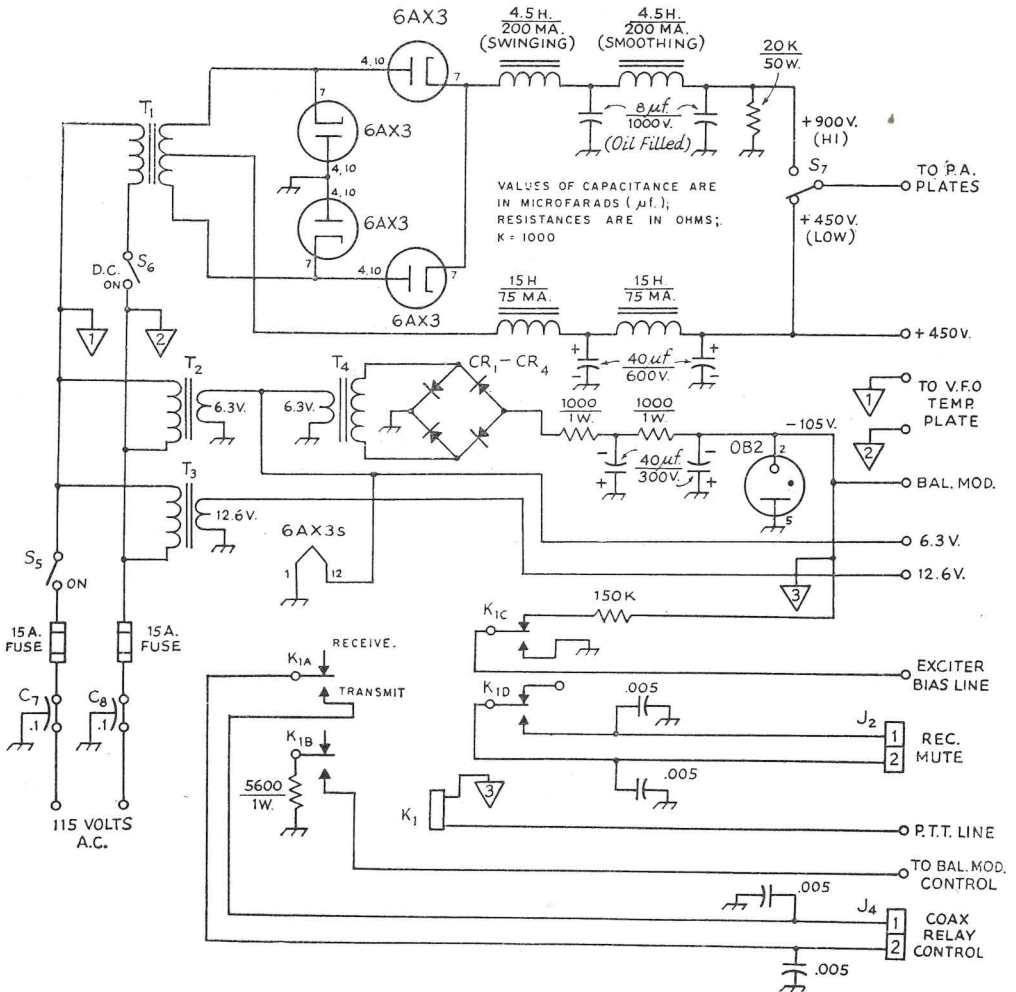 6AX3
4.5H.
200 MA.
(SWINGING)
4.5H.
200 MA.
(SMOOTHING)
20K
50W.
4,10
7
T1
7
6AX3
4,10
4,10
6AX3
7
8µf.
1000V.
(Oil Filled)
+900V.
(HI)
S7
TO P.A.
PLATES
VALUES OF CAPACITANCE ARE
IN MICROFARADS (µf.);
RESISTANCES ARE IN OHMS;
K = 1000
+450V.
(LOW)
D.C.
ON
S6
4,10
7
6AX3
15H
75 MA.
15H
75 MA.
1
2
+450V.
+
-
40µf
600V.
+
-
T2
6.3V.
6.3V.
T4
CR1-CR4
1
TO V.F.O
TEMP.
PLATE
2
1000
1W.
1000
1W.
-105V.
OB2
2
5
-
+
40µf.
300V.
-
+
BAL. MOD.
T3
12.6V.
6AX3s
1
12
6.3V.
12.6V.
3
S5
ON
15A.
FUSE
15A.
FUSE
150K
K1C
RECEIVE.
K1A
TRANSMIT
EXCITER
BIAS LINE
K1D
.005
J2
1
2
REC.
MUTE
C7
.1
C8
.1
K1B
.005
5600
1W.
3
K1
P.T.T. LINE
115 VOLTS
A.C.
TO BAL. MOD.
CONTROL
.005
J4
1
2
COAX
RELAY
CONTROL
.005